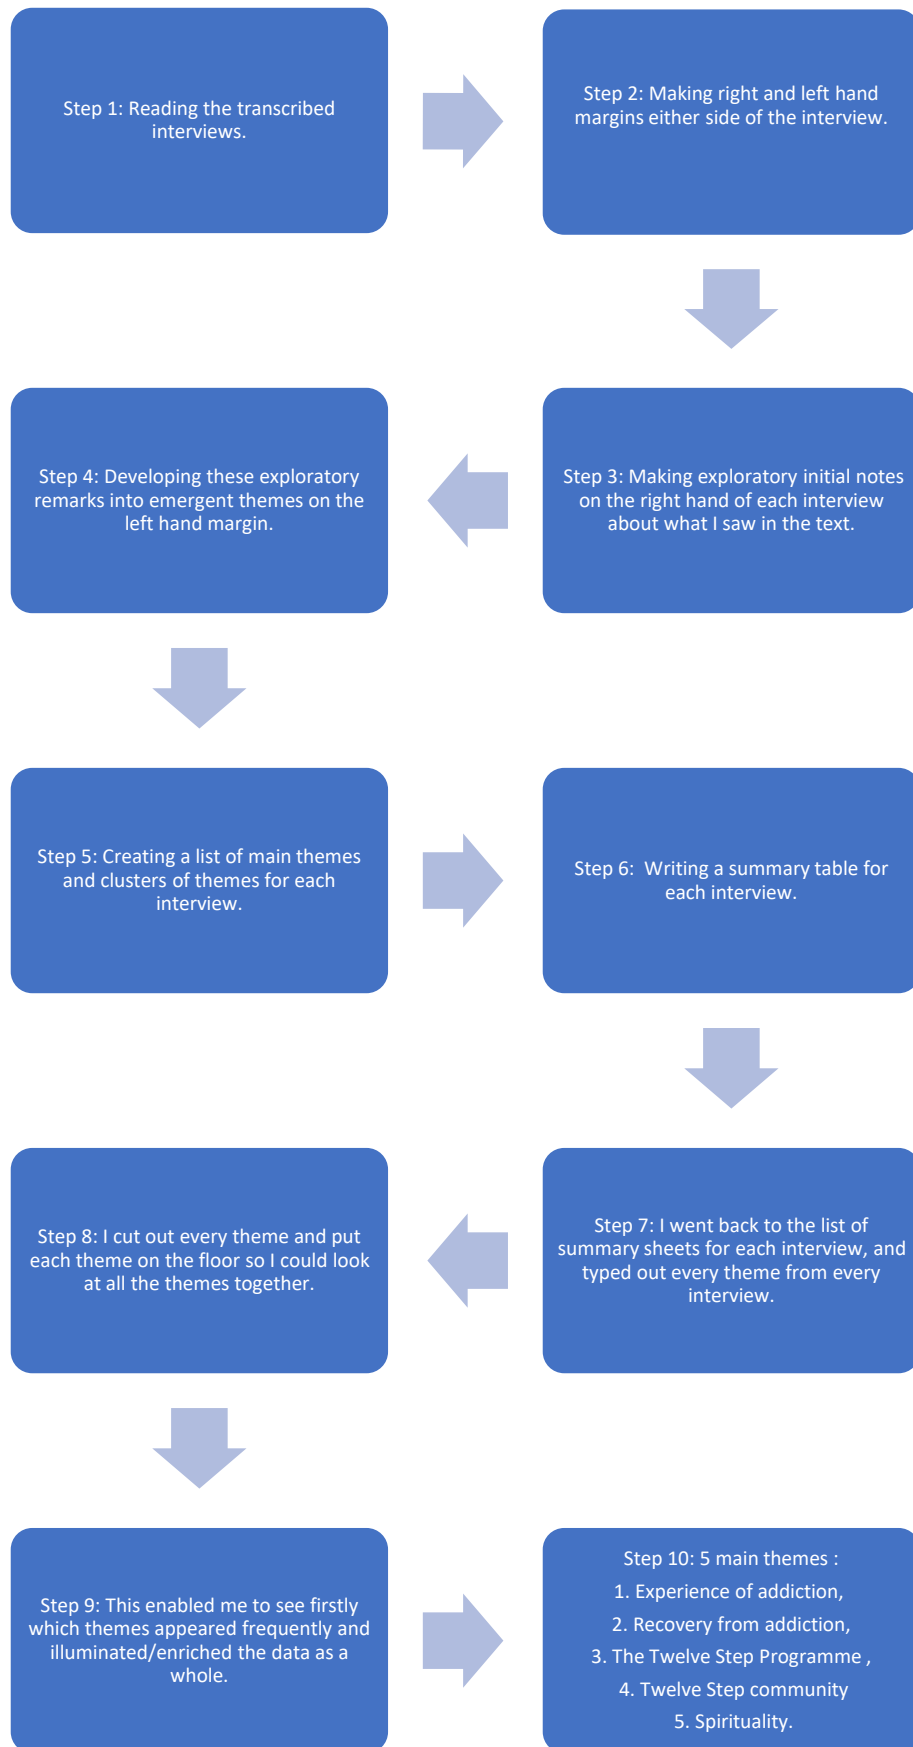 Step 1: Reading the transcribed
interviews.
Step 2: Making right and left hand
margins either side of the interview.
Step 3: Making exploratory initial notes
on the right hand of each interview
about what I saw in the text.
Step 4: Developing these exploratory
remarks into emergent themes on the
left hand margin.
Step 5: Creating a list of main themes
and clusters of themes for each
interview.
Step 6:  Writing a summary table for
each interview.
Step 7: I went back to the list of
summary sheets for each interview, and
typed out every theme from every
interview.
Step 8: I cut out every theme and put
each theme on the floor so I could look
at all the themes together.
Step 9: This enabled me to see firstly
which themes appeared frequently and
illuminated/enriched the data as a
whole.
Step 10: 5 main themes :
1. Experience of addiction,
2. Recovery from addiction,
3. The Twelve Step Programme ,
4. Twelve Step community
5. Spirituality.